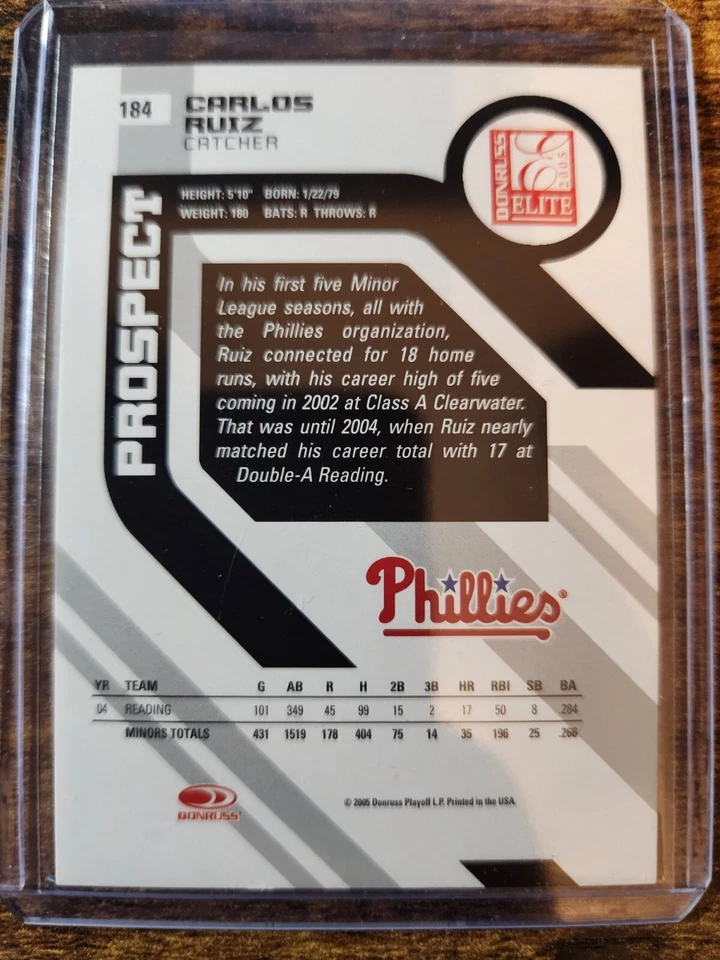 184
CARLOS
RUIZ
CATCHER
DONRUSS
ELITE
2005
PROSPECT
HEIGHT: 5'10" BORN: 1/22/79
WEIGHT: 180 BATS: R THROWS: R
In his first five Minor
League seasons, all with
the Phillies organization,
Ruiz connected for 18 home
runs, with his career high of five
coming in 2002 at Class A Clearwater.
That was until 2004, when Ruiz nearly
matched his career total with 17 at
Double-A Reading.
Phillies®
YR TEAM G AB R H 2B 3B HR RBI SB BA
04 READING 101 349 45 99 15 2 17 50 8 .284
MINORS TOTALS 431 1519 178 404 75 14 35 196 25 .266
DONRUSS
© 2005 Donruss Playoff L.P. Printed in the USA.